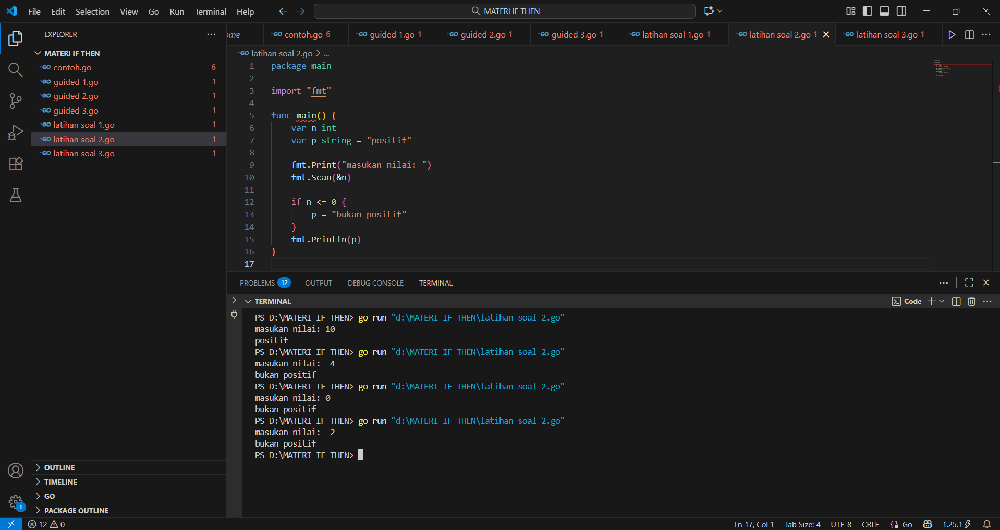 File Edit Selection View Go Run Terminal Help
MATERI IF THEN
EXPLORER
ome
contoh.go 6
guided 1.go 1
guided 2.go 1
guided 3.go 1
latihan soal 1.go 1
latihan soal 2.go 1
latihan soal 3.go 1
MATERI IF THEN
contoh.go 6
guided 1.go 1
guided 2.go 1
guided 3.go 1
latihan soal 1.go 1
latihan soal 2.go 1
latihan soal 3.go 1
OUTLINE
TIMELINE
GO
PACKAGE OUTLINE
latihan soal 2.go > ...
1 package main
2
3 import "fmt"
4
5 func main() {
6 var n int
7 var p string = "positif"
8
9 fmt.Print("masukan nilai: ")
10 fmt.Scan(&n)
11
12 if n <= 0 {
13 p = "bukan positif"
14 }
15 fmt.Println(p)
16 }
17
PROBLEMS 12 OUTPUT DEBUG CONSOLE TERMINAL
TERMINAL
Code
PS D:\MATERI IF THEN> go run "d:\MATERI IF THEN\latihan soal 2.go"
masukan nilai: 10
positif
PS D:\MATERI IF THEN> go run "d:\MATERI IF THEN\latihan soal 2.go"
masukan nilai: -4
bukan positif
PS D:\MATERI IF THEN> go run "d:\MATERI IF THEN\latihan soal 2.go"
masukan nilai: 0
bukan positif
PS D:\MATERI IF THEN> go run "d:\MATERI IF THEN\latihan soal 2.go"
masukan nilai: -2
bukan positif
PS D:\MATERI IF THEN>
1
12 0
Ln 17, Col 1 Tab Size: 4 UTF-8 CRLF {} Go 1.25.1